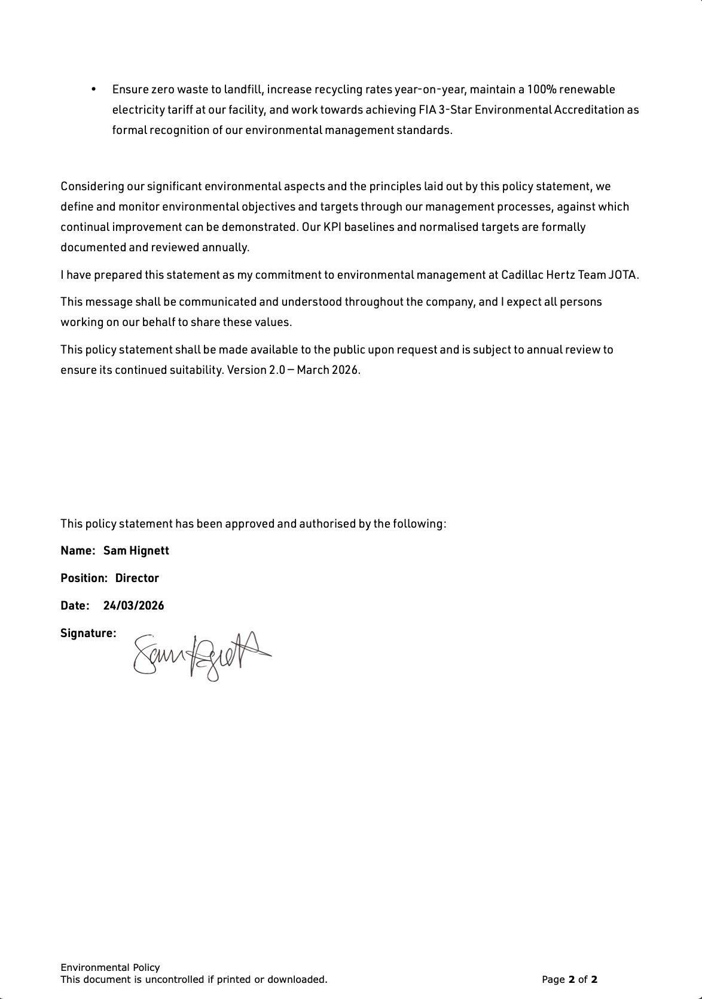 • Ensure zero waste to landfill, increase recycling rates year-on-year, maintain a 100% renewable
electricity tariff at our facility, and work towards achieving FIA 3-Star Environmental Accreditation as
formal recognition of our environmental management standards.
Considering our significant environmental aspects and the principles laid out by this policy statement, we
define and monitor environmental objectives and targets through our management processes, against which
continual improvement can be demonstrated. Our KPI baselines and normalised targets are formally
documented and reviewed annually.
I have prepared this statement as my commitment to environmental management at Cadillac Hertz Team JOTA.
This message shall be communicated and understood throughout the company, and I expect all persons
working on our behalf to share these values.
This policy statement shall be made available to the public upon request and is subject to annual review to
ensure its continued suitability. Version 2.0 – March 2026.
This policy statement has been approved and authorised by the following:
Name: Sam Hignett
Position: Director
Date: 24/03/2026
Signature: Sam Hignett
Environmental Policy
This document is uncontrolled if printed or downloaded. Page 2 of 2